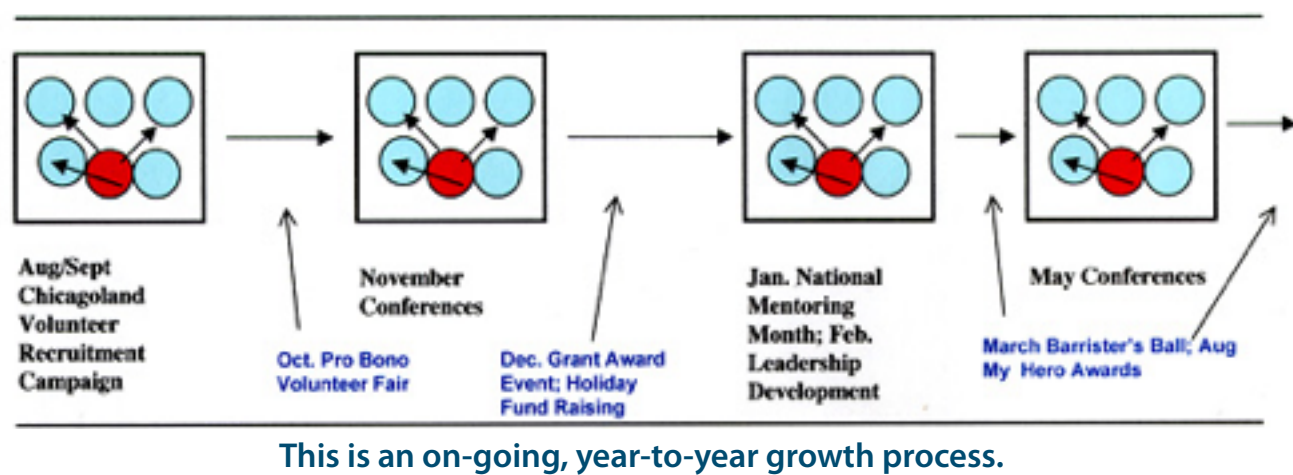 Aug/Sept
Chicagoland
Volunteer
Recruitment
Campaign
Oct. Pro Bono
Volunteer Fair
November
Conferences
Dec. Grant Award
Event; Holiday
Fund Raising
Jan. National
Mentoring
Month; Feb.
Leadership
Development
March Barrister's Ball; Aug
My Hero Awards
May Conferences
This is an on-going, year-to-year growth process.